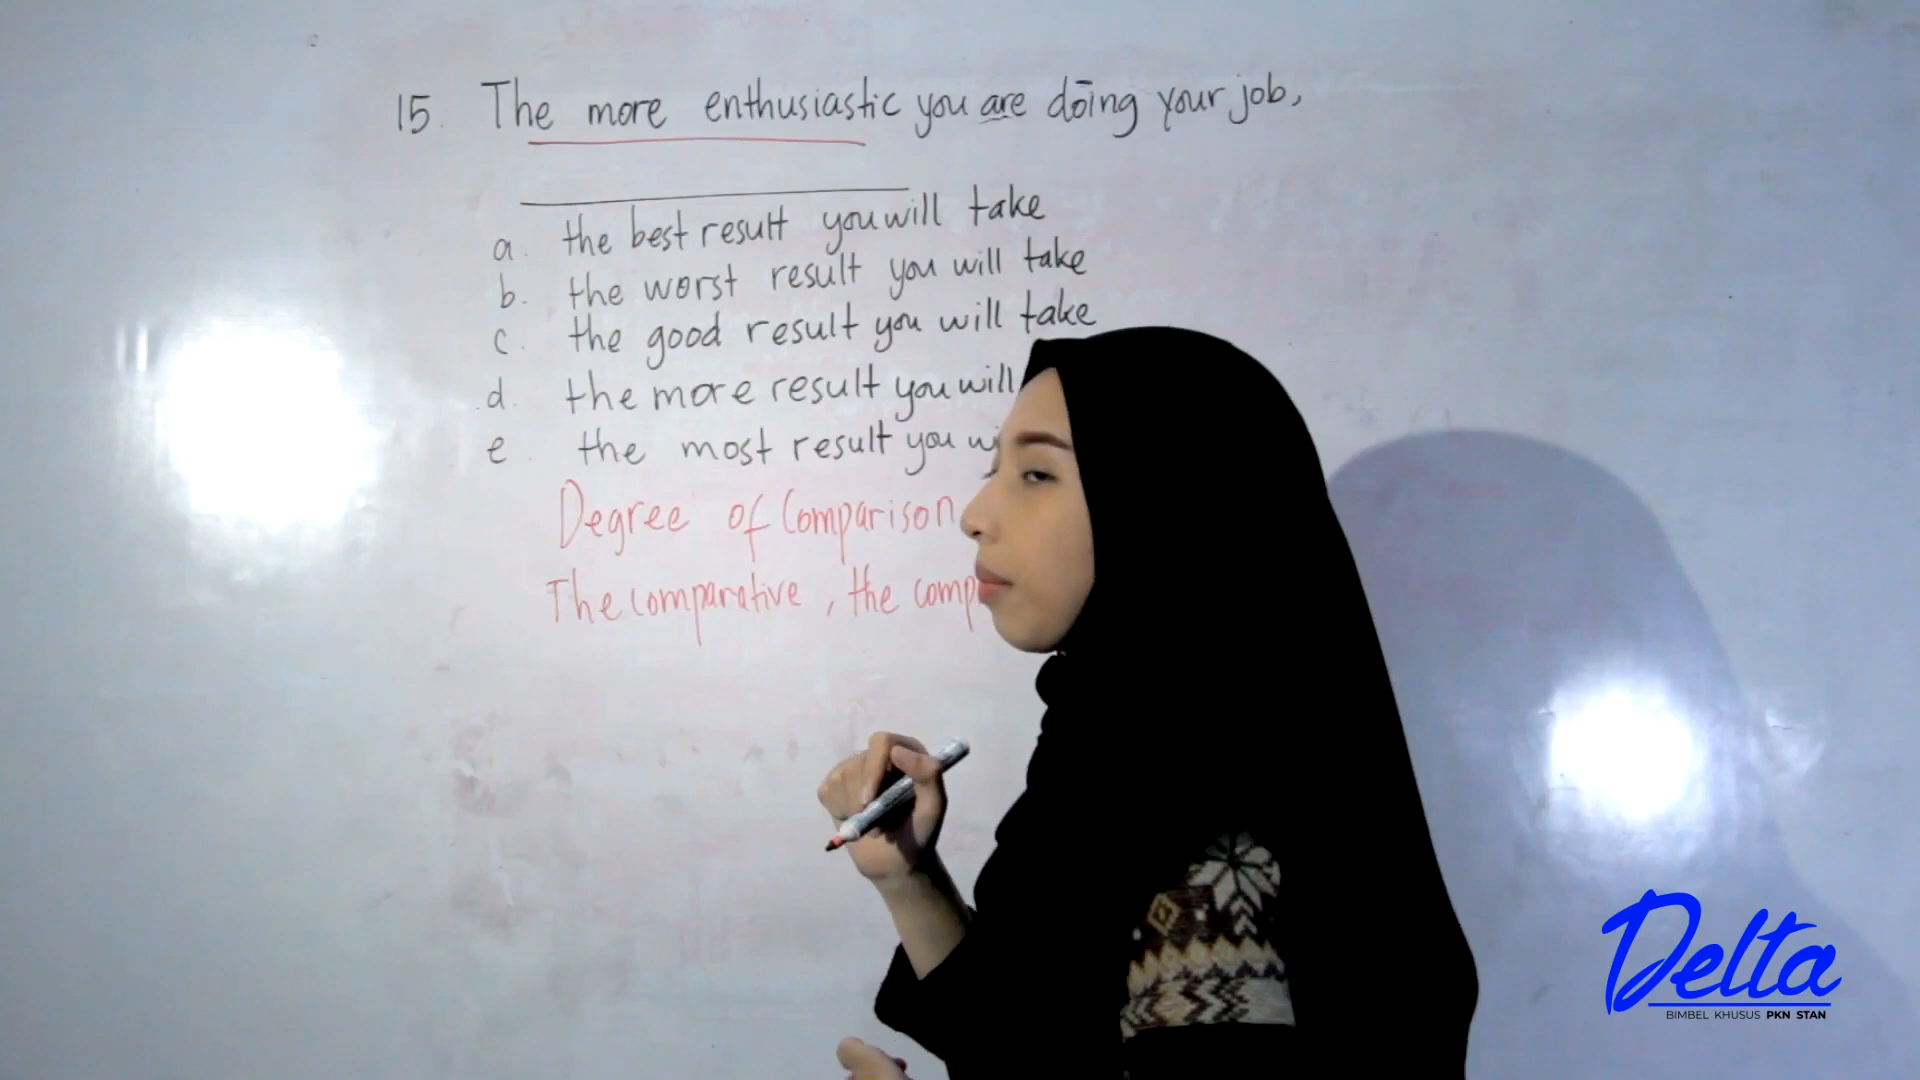 15. The more enthusiastic you are doing your job,
a. the best result you will take
b. the worst result you will take
c. the good result you will take
d. the more result you will
e. the most result you
Degree of Comparison
The comparative, the
Delta
BIMBEL KHUSUS PKN STAN